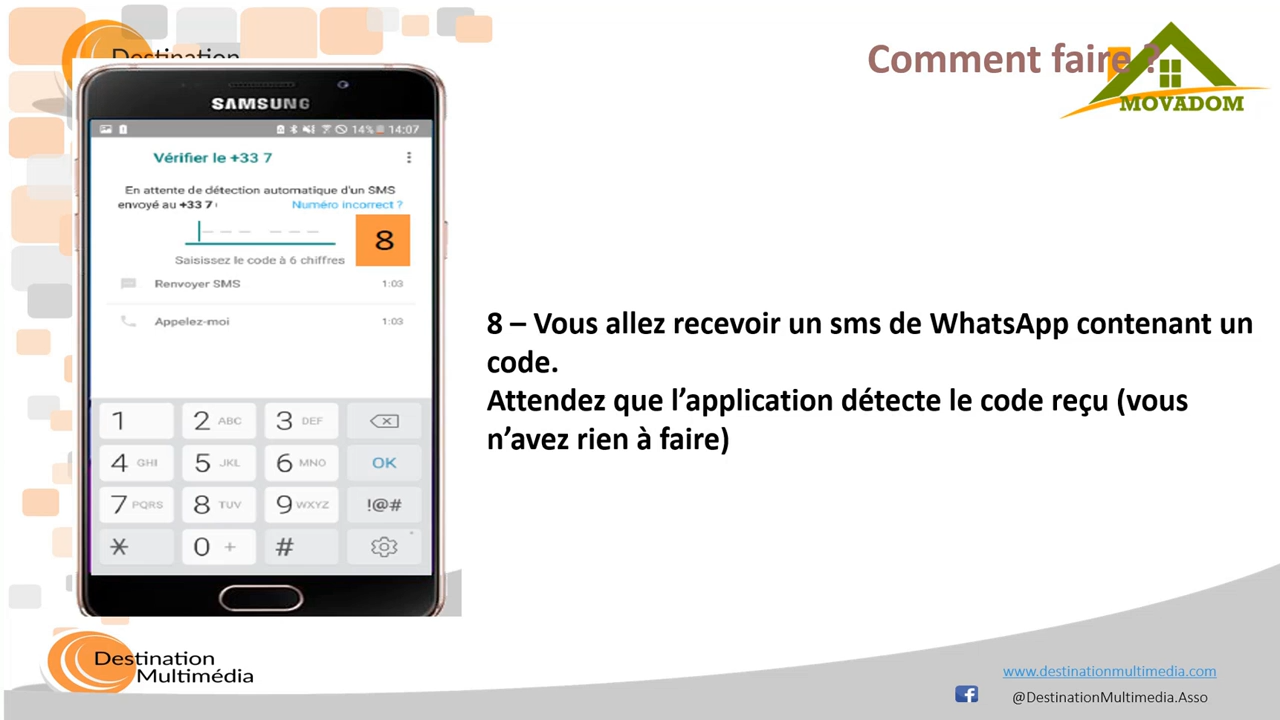 Destination
Comment faire ?
MOVADOM
SAMSUNG
14% 14:07
Vérifier le +33 7
En attente de détection automatique d'un SMS
envoyé au +33 7 Numéro incorrect ?
8
Saisissez le code à 6 chiffres
Renvoyer SMS 1:03
Appelez-moi 1:03
8 – Vous allez recevoir un sms de WhatsApp contenant un
code.
Attendez que l’application détecte le code reçu (vous
n’avez rien à faire)
1 2 ABC 3 DEF
4 GHI 5 JKL 6 MNO OK
7 PQRS 8 TUV 9 WXYZ !@#
* 0 + #
Destination
Multimédia
www.destinationmultimedia.com
@DestinationMultimedia.Asso